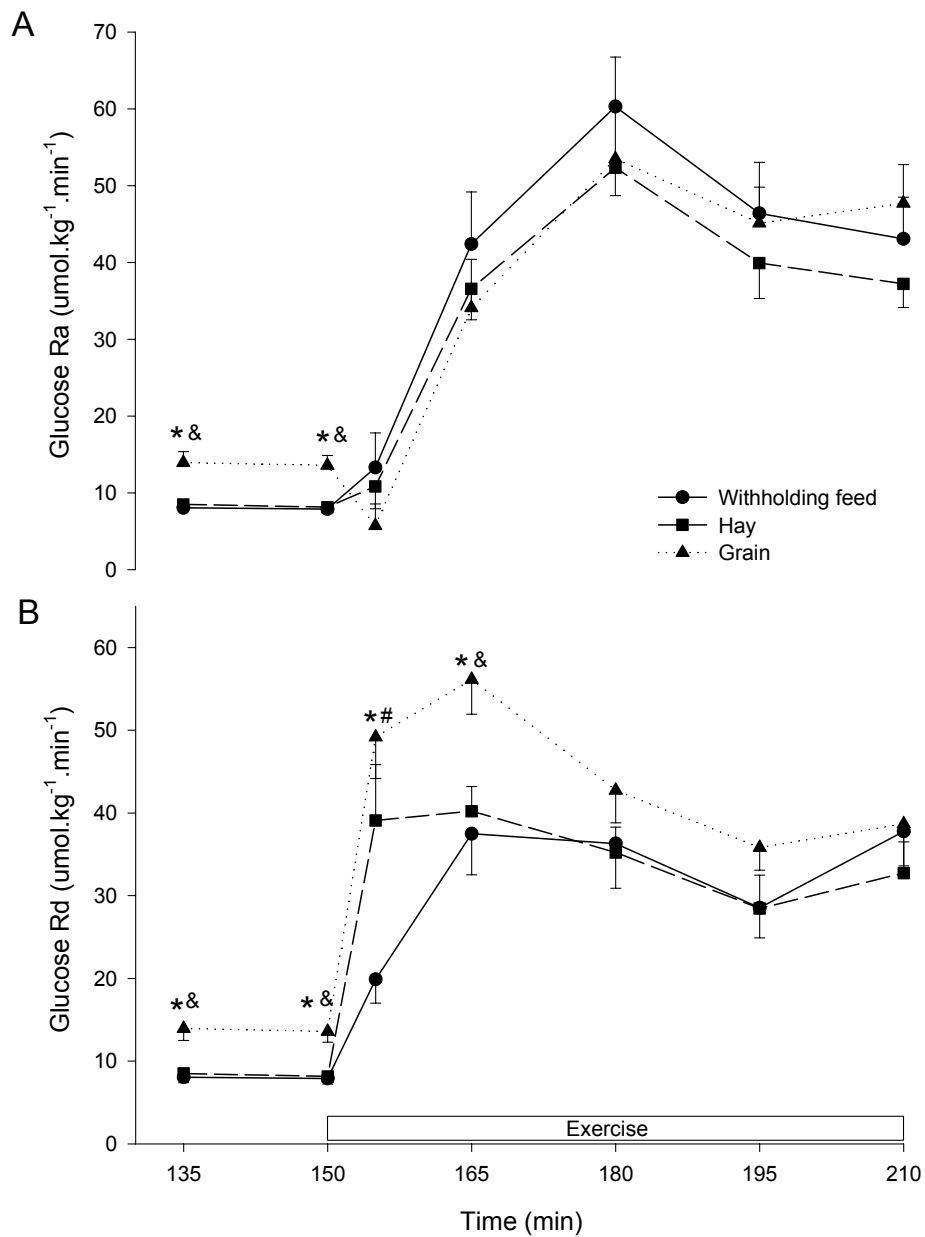 A
70
60
50
40
30
20
10
0
Glucose Ra (umol.kg-1.min-1)
*&
*&
Withholding feed
Hay
Grain
B
60
50
40
30
20
10
0
Glucose Rd (umol.kg-1.min-1)
*&
*#
*&
*&
Exercise
135 150 165 180 195 210
Time (min)